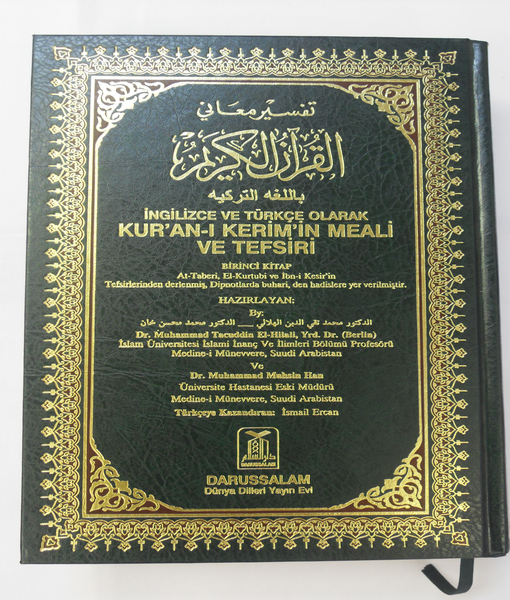 تفسير معاني
القرآن الكريم
باللغه التركيه
İNGİLİZCE VE TÜRKÇE OLARAK
KUR'AN-I KERİM'İN MEALİ
VE TEFSİRİ
BİRİNCİ KİTAP
At-Taberi, El-Kurtubi ve İbn-i Kesir'in
Tefsirlerinden derlenmiş, Dipnotlarda buhari, den hadislere yer verilmiştir.
HAZIRLAYAN:
By:
الدكتور محمد تقي الدين الهلالي — الدكتور محمد محسن خان
Dr. Muhammad Tacuddin El-Hilali, Yrd. Dr. (Berlin)
İslam Üniversitesi İslami İnanç Ve İlimleri Bölümü Profesörü
Medine-i Münevvere, Suudi Arabistan
Ve
Dr. Muhammad Muhsin Han
Üniversite Hastanesi Eski Müdürü
Medine-i Münevvere, Suudi Arabistan
Türkçeye Kazandıran: İsmail Ercan
دارالسلام
DARUSSALAM
DARUSSALAM
Dünya Dilleri Yayın Evi